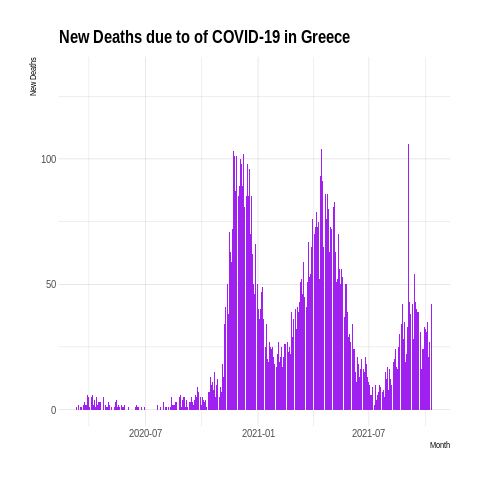 New Deaths due to of COVID-19 in Greece
New Deaths
100
50
0
2020-07 2021-01 2021-07
Month